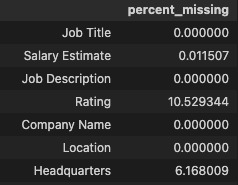 percent_missing
Job Title 0.000000
Salary Estimate 0.011507
Job Description 0.000000
Rating 10.529344
Company Name 0.000000
Location 0.000000
Headquarters 6.168009